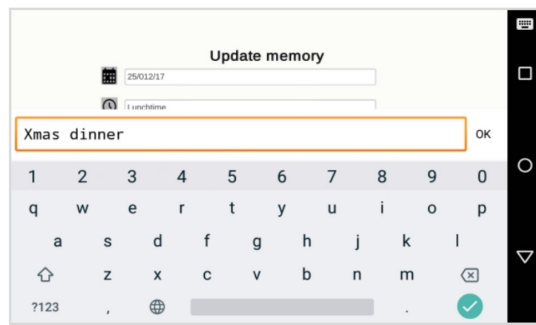 Update memory
25/012/17
Lunchtime
Xmas dinner
OK
1 2 3 4 5 6 7 8 9 0
q w e r t y u i o p
a s d f g h j k l
z x c v b n m
?123 , .